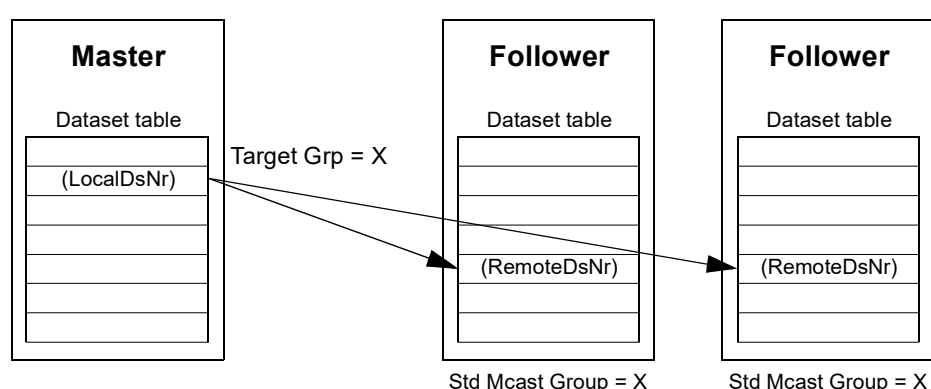 Master
Dataset table
(LocalDsNr)
Target Grp = X
Follower
Dataset table
(RemoteDsNr)
Std Mcast Group = X
Follower
Dataset table
(RemoteDsNr)
Std Mcast Group = X